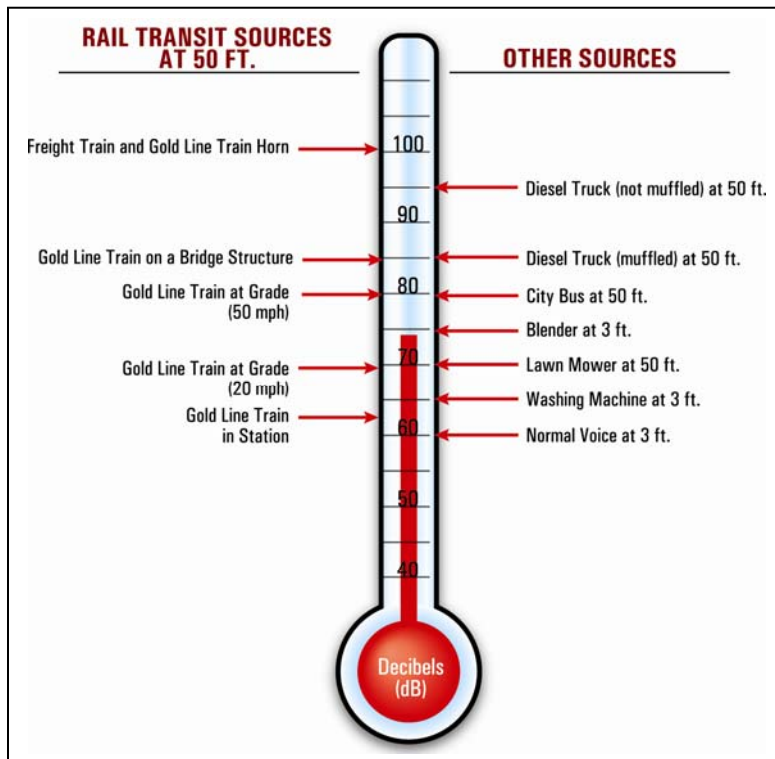 RAIL TRANSIT SOURCES
AT 50 FT.
OTHER SOURCES
Freight Train and Gold Line Train Horn
100
Diesel Truck (not muffled) at 50 ft.
90
Gold Line Train on a Bridge Structure
Diesel Truck (muffled) at 50 ft.
80
Gold Line Train at Grade
(50 mph)
City Bus at 50 ft.
Blender at 3 ft.
70
Gold Line Train at Grade
(20 mph)
Lawn Mower at 50 ft.
Washing Machine at 3 ft.
Gold Line Train
in Station
60
Normal Voice at 3 ft.
50
40
Decibels
(dB)